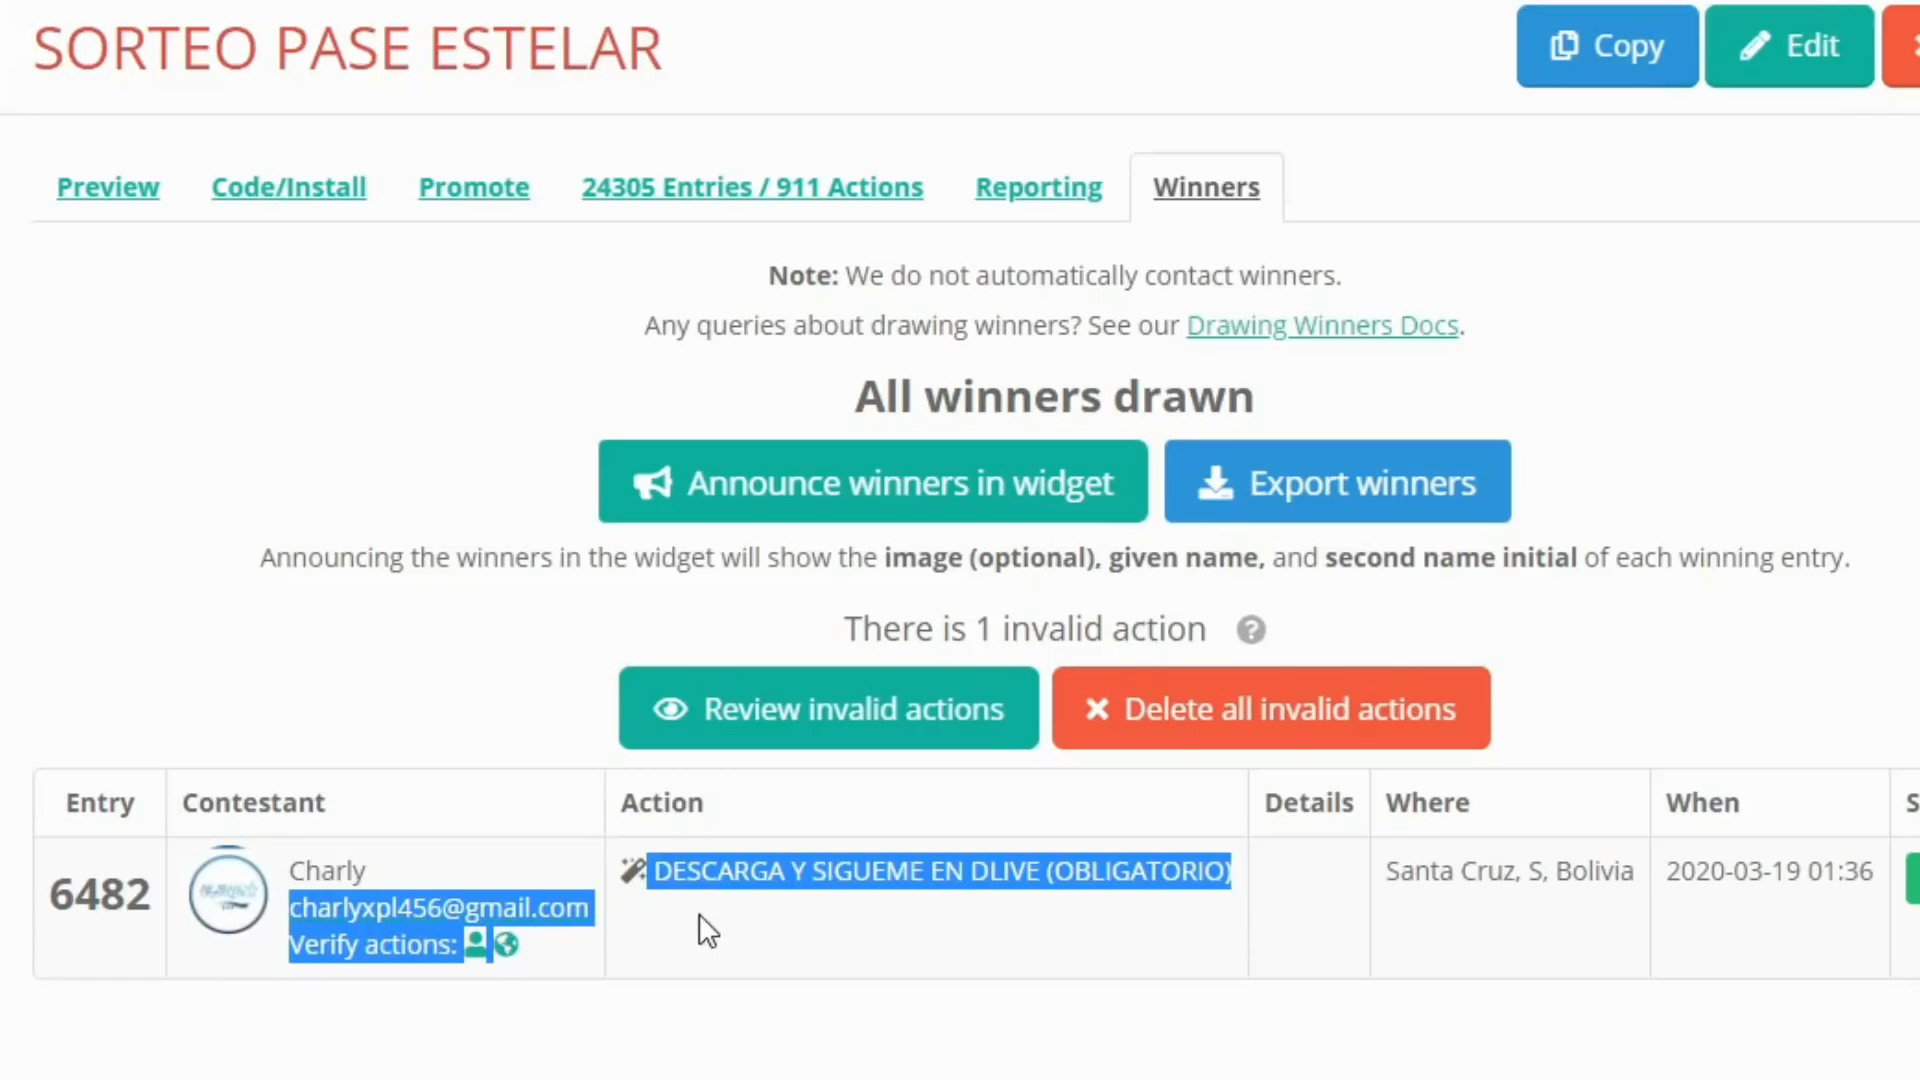 SORTEO PASE ESTELAR
Copy
Edit
Preview
Code/Install
Promote
24305 Entries / 911 Actions
Reporting
Winners
Note: We do not automatically contact winners.
Any queries about drawing winners? See our Drawing Winners Docs.
All winners drawn
Announce winners in widget
Export winners
Announcing the winners in the widget will show the image (optional), given name, and second name initial of each winning entry.
There is 1 invalid action ?
Review invalid actions
Delete all invalid actions
Entry Contestant Action Details Where When S
6482
Charly
charlyxpl456@gmail.com
Verify actions:
DESCARGA Y SIGUEME EN DLIVE (OBLIGATORIO)
Santa Cruz, S, Bolivia
2020-03-19 01:36